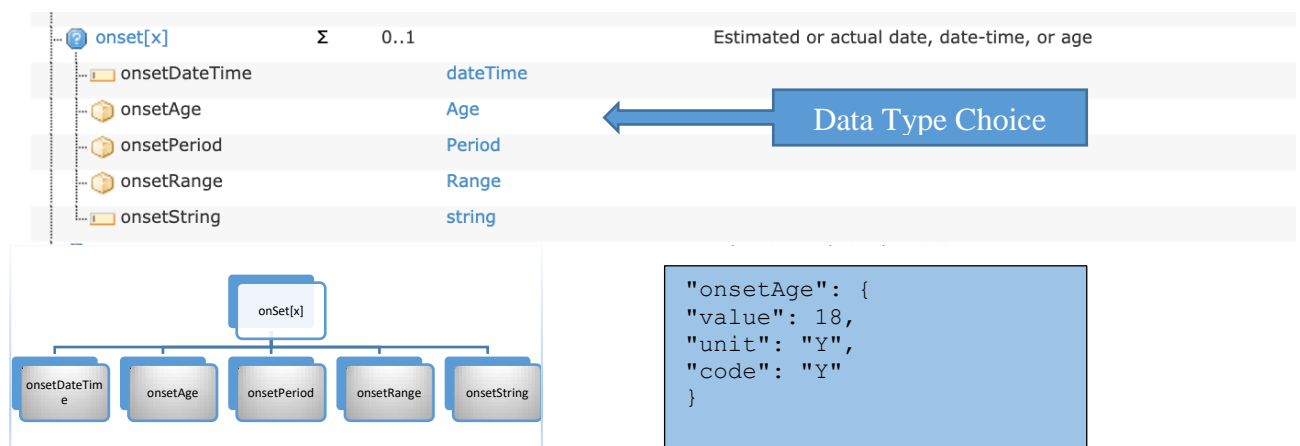 onset[x] Σ 0..1 Estimated or actual date, date-time, or age
onsetDateTime dateTime
onsetAge Age
onsetPeriod Period
onsetRange Range
onsetString string
Data Type Choice
onSet[x]
onsetDateTim
e
onsetAge
onsetPeriod
onsetRange
onsetString
"onsetAge": {
"value": 18,
"unit": "Y",
"code": "Y"
}